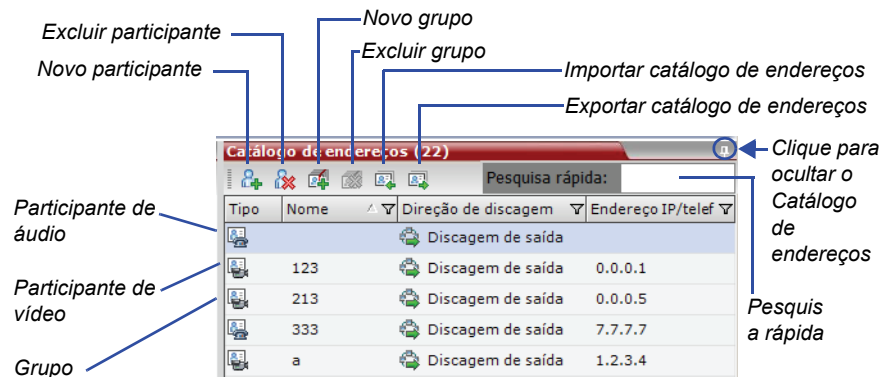 Novo grupo
Excluir participante
Excluir grupo
Novo participante
Importar catálogo de endereços
Exportar catálogo de endereços
Catálogo de endereços (22)
Clique para
ocultar o
Catálogo
de
endereços
Pesquisa rápida:
Tipo Nome Direção de discagem Endereço IP/telef
Participante de
áudio
Discagem de saída
123 Discagem de saída 0.0.0.1
Participante de
vídeo
213 Discagem de saída 0.0.0.5
Pesquis
a rápida
333 Discagem de saída 7.7.7.7
a Discagem de saída 1.2.3.4
Grupo